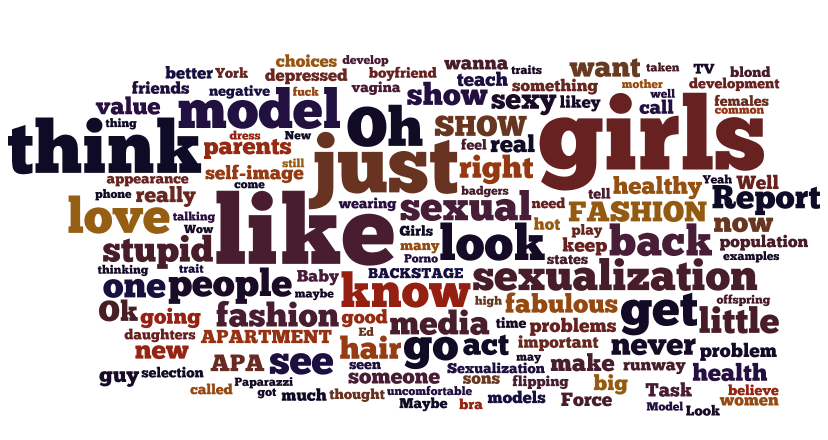 choices develop
better York depressed boyfriend wanna traits want taken TV blond
friends negative fuck vagina teach something mother development
value model show sexy likey call well females
thing Oh SHOW girls common
think dress New parents just feel real
still self-image right healthy Yeah Well
appearance come badgers tell Report
phone really wearing sexual need FASHION
love talking like Girls hot play now
Wow many look keep back population
stupid Porno states examples
thinking trait Baby BACKSTAGE sexualization
one people maybe know high fabulous get offspring
Ok going fashion good media time problems little
daughters APARTMENT Ed important never
new hair go act problem
APA see seen may make runway
guy selection someone Sexualization health
called Paparazzi sons flipping big Task believe
got much thought uncomfortable models Force women
Maybe bra Model Look